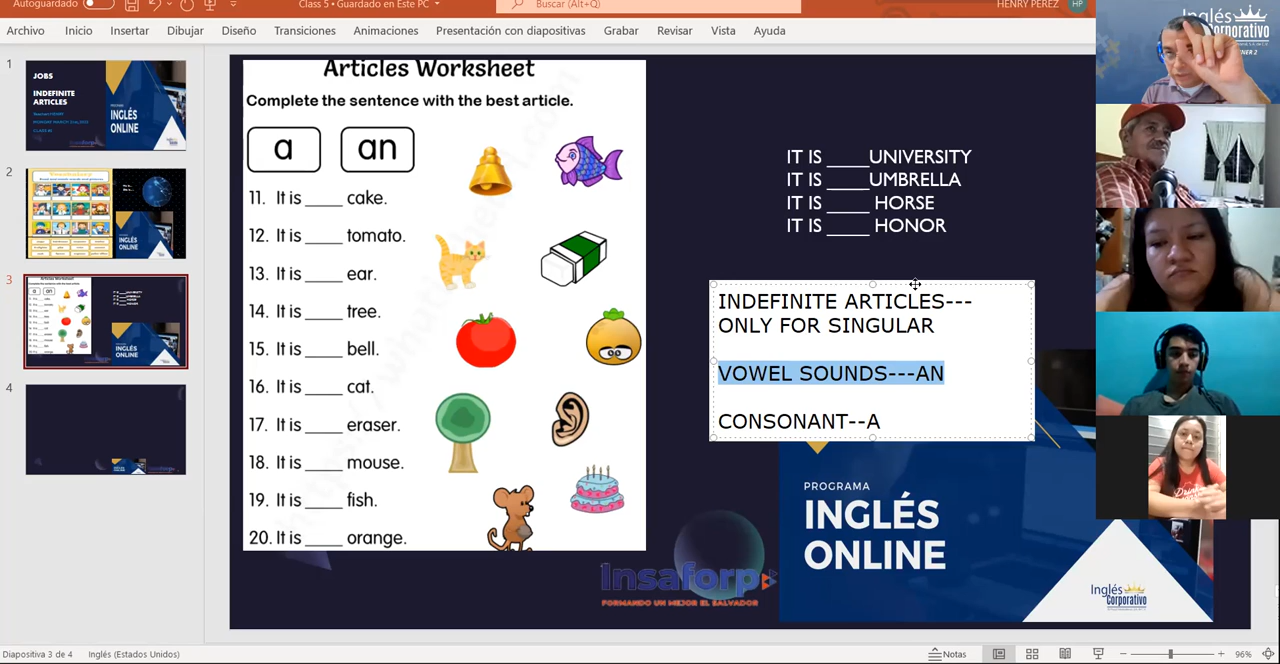 Autoguardado
Class 5 • Guardado en Este PC
Buscar (Alt+Q)
HENRY PEREZ
HP
Archivo
Inicio
Insertar
Dibujar
Diseño
Transiciones
Animaciones
Presentación con diapositivas
Grabar
Revisar
Vista
Ayuda
1
JOBS
INDEFINITE
ARTICLES
INGLÉS
ONLINE
2
INGLÉS
ONLINE
3
INGLÉS
ONLINE
4
Articles Worksheet
Complete the sentence with the best article.
a
an
11. It is ____ cake.
12. It is ____ tomato.
13. It is ____ ear.
14. It is ____ tree.
15. It is ____ bell.
16. It is ____ cat.
17. It is ____ eraser.
18. It is ____ mouse.
19. It is ____ fish.
20. It is ____ orange.
IT IS ____UNIVERSITY
IT IS ____UMBRELLA
IT IS ____ HORSE
IT IS ____ HONOR
INDEFINITE ARTICLES---
ONLY FOR SINGULAR
VOWEL SOUNDS---AN
CONSONANT--A
PROGRAMA
INGLÉS
ONLINE
Insaforp
FORMANDO UN MEJOR EL SALVADOR
Inglés
Corporativo
Inglés
Corporativo
Diapositiva 3 de 4
Inglés (Estados Unidos)
Notas
96%